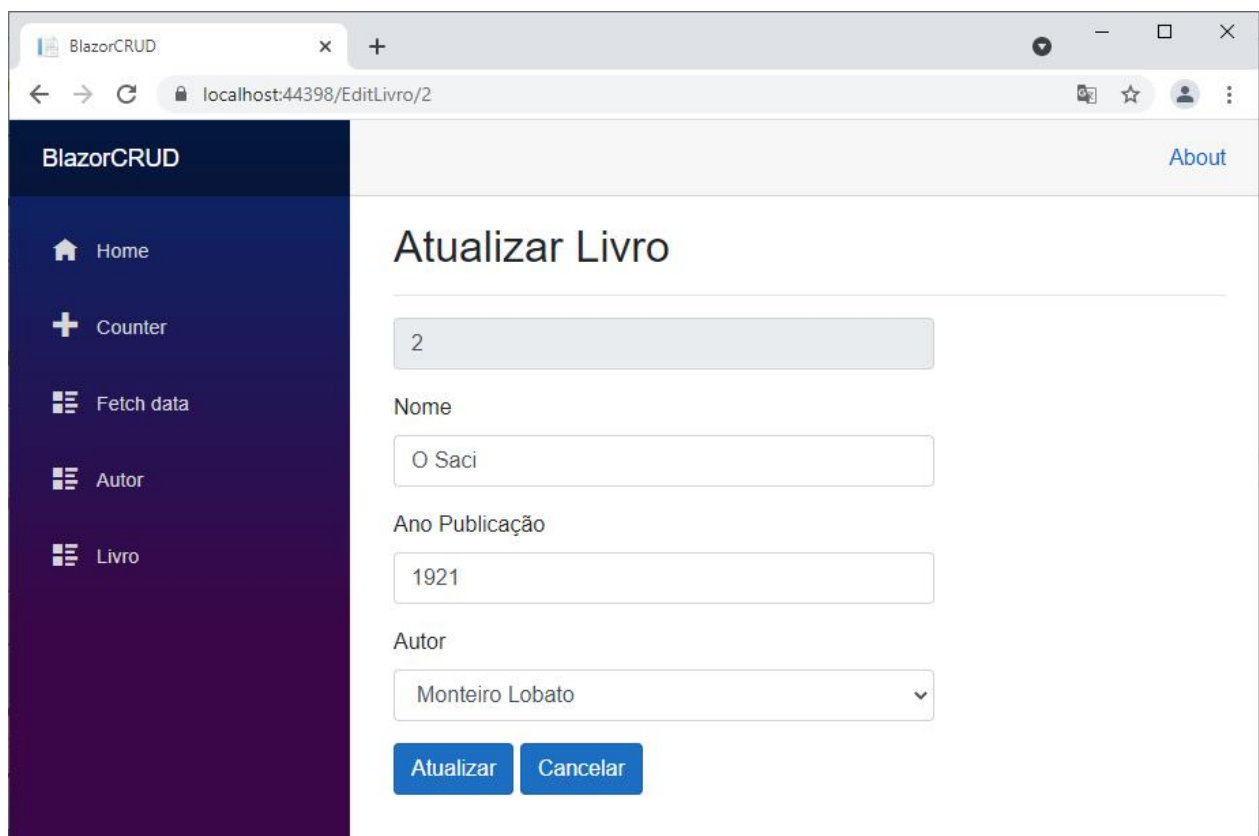 BlazorCRUD
localhost:44398/EditLivro/2
BlazorCRUD
About
Home
Counter
Fetch data
Autor
Livro
Atualizar Livro
2
Nome
O Saci
Ano Publicação
1921
Autor
Monteiro Lobato
Atualizar Cancelar